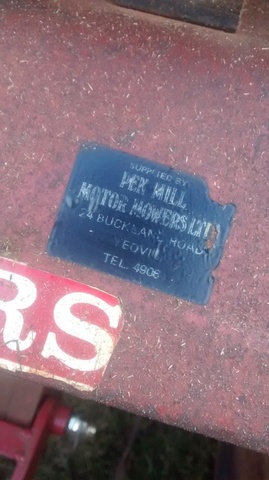 SUPPLIED BY
PEN MILL
MOTOR MOWERS LTD
24 BUCKLAND ROAD
YEOVIL
TEL. 4906
RS